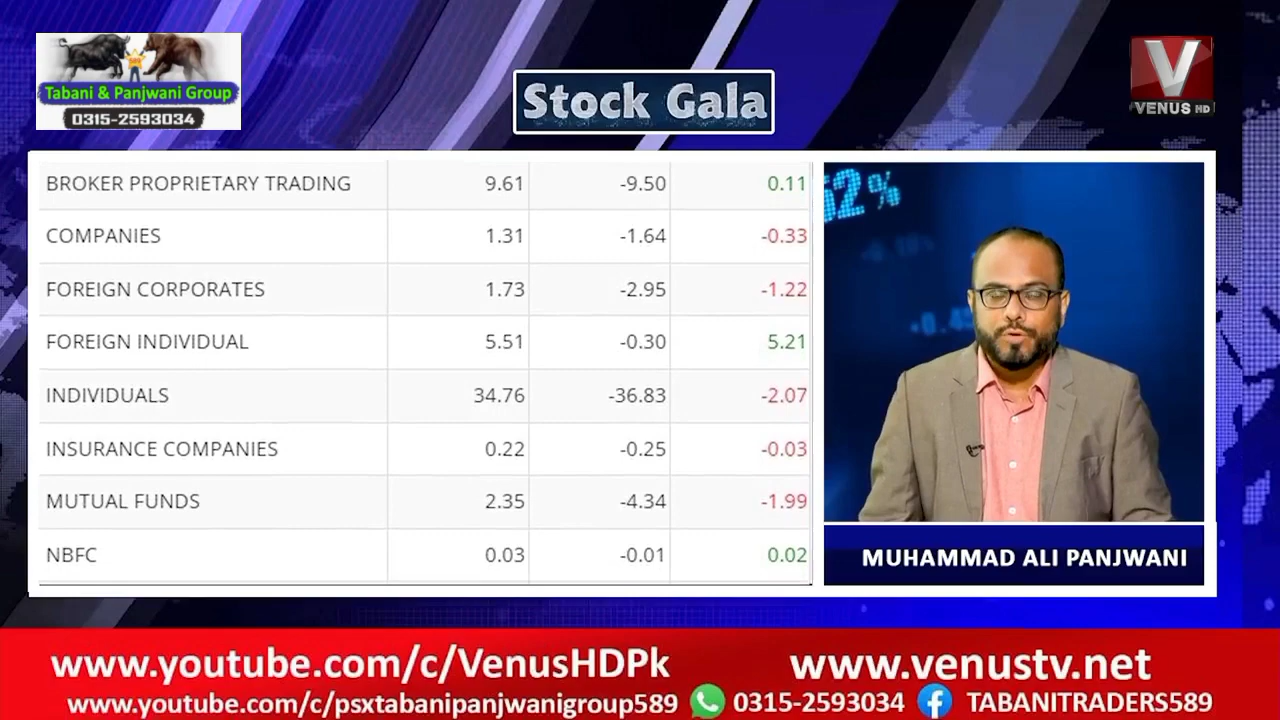 Tabani & Panjwani Group
0315-2593034
Stock Gala
V
VENUS HD
BROKER PROPRIETARY TRADING 9.61 -9.50 0.11
COMPANIES 1.31 -1.64 -0.33
FOREIGN CORPORATES 1.73 -2.95 -1.22
FOREIGN INDIVIDUAL 5.51 -0.30 5.21
INDIVIDUALS 34.76 -36.83 -2.07
INSURANCE COMPANIES 0.22 -0.25 -0.03
MUTUAL FUNDS 2.35 -4.34 -1.99
NBFC 0.03 -0.01 0.02
52%
MUHAMMAD ALI PANJWANI
www.youtube.com/c/VenusHDPk www.venustv.net
www.youtube.com/c/psxtabanipanjwanigroup589 0315-2593034 TABANITRADERS589